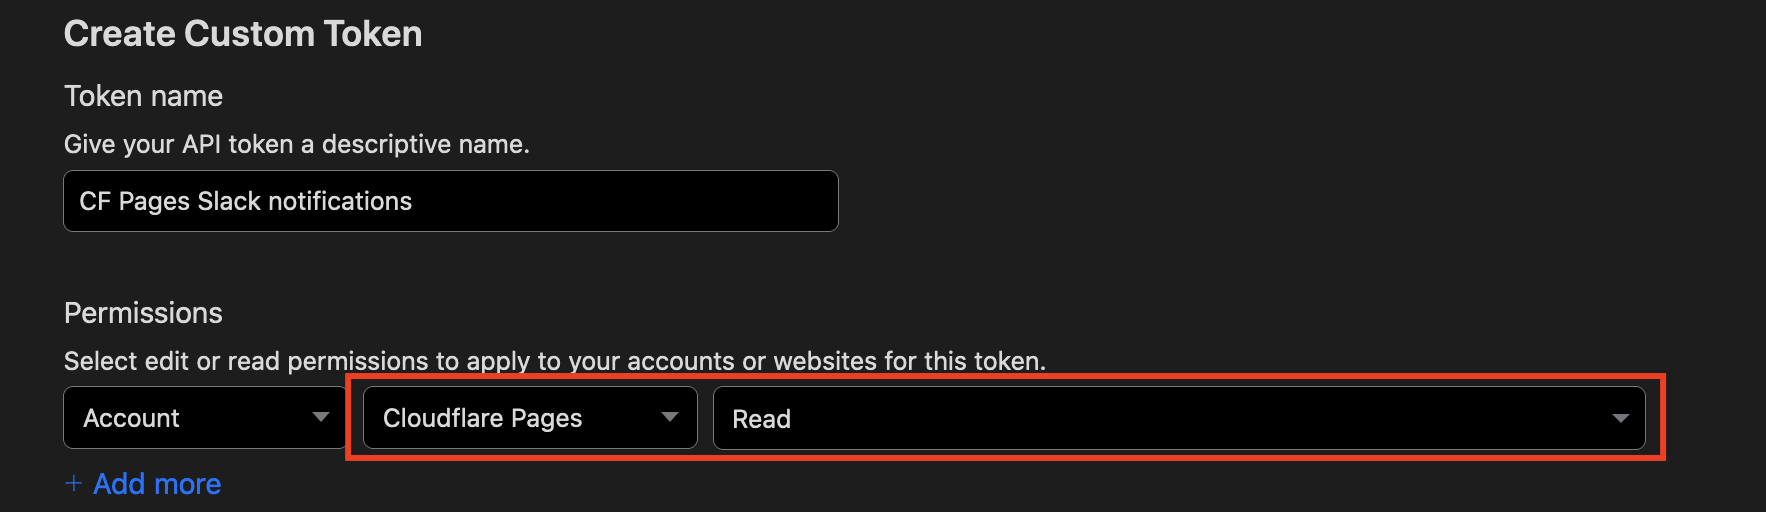 Create Custom Token
Token name
Give your API token a descriptive name.
CF Pages Slack notifications
Permissions
Select edit or read permissions to apply to your accounts or websites for this token.
Account Cloudflare Pages Read
+ Add more